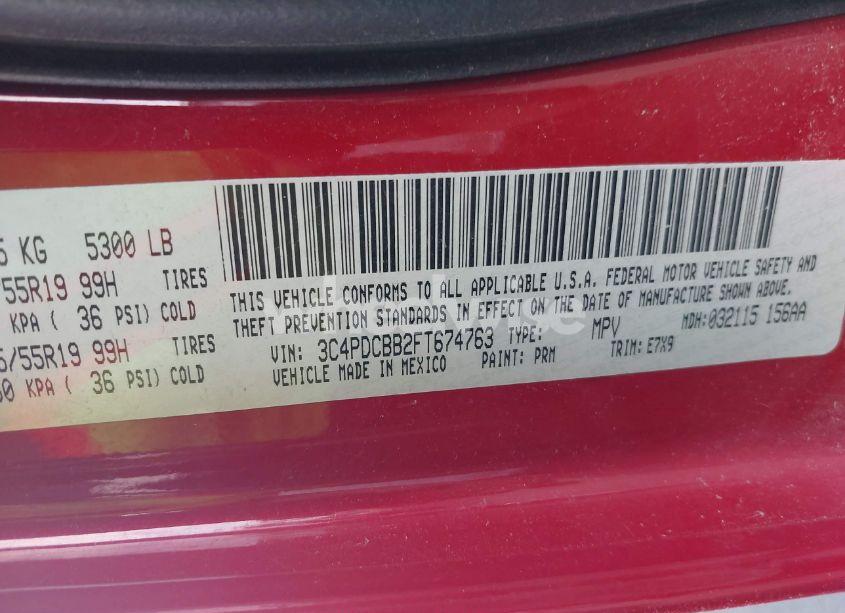 5 KG 5300 LB
55R19 99H TIRES
KPA ( 36 PSI) COLD
/55R19 99H TIRES
0 KPA ( 36 PSI) COLD
THIS VEHICLE CONFORMS TO ALL APPLICABLE U.S.A. FEDERAL MOTOR VEHICLE SAFETY AND
THEFT PREVENTION STANDARDS IN EFFECT ON THE DATE OF MANUFACTURE SHOWN ABOVE.
VIN: 3C4PDCBB2FT674763 TYPE: MPV MDH:032115 156AA
VEHICLE MADE IN MEXICO PAINT: PRM TRIM: E7X9